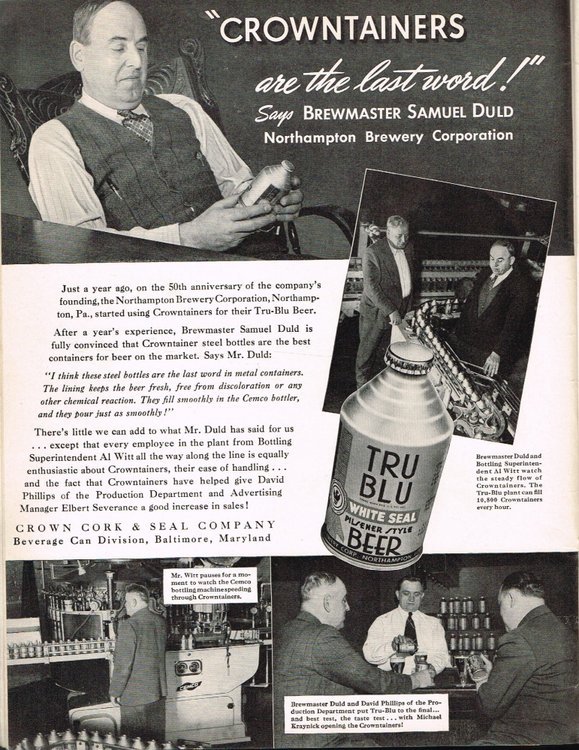 "CROWNTAINERS
are the last word!"
Says BREWMASTER SAMUEL DULD
Northampton Brewery Corporation
Just a year ago, on the 50th anniversary of the company's
founding, the Northampton Brewery Corporation, Northamp-
ton, Pa., started using Crowntainers for their Tru-Blu Beer.
After a year's experience, Brewmaster Samuel Duld is
fully convinced that Crowntainer steel bottles are the best
containers for beer on the market. Says Mr. Duld:
"I think these steel bottles are the last word in metal containers.
The lining keeps the beer fresh, free from discoloration or any
other chemical reaction. They fill smoothly in the Cemco bottler,
and they pour just as smoothly!"
There's little we can add to what Mr. Duld has said for us
... except that every employee in the plant from Bottling
Superintendent Al Witt all the way along the line is equally
enthusiastic about Crowntainers, their ease of handling ...
and the fact that Crowntainers have helped give David
Phillips of the Production Department and Advertising
Manager Elbert Severance a good increase in sales!
CROWN CORK & SEAL COMPANY
Beverage Can Division, Baltimore, Maryland
TRU
BLU
WHITE SEAL
PILSENER STYLE
BEER
CORP. NORTHAMPTON
Brewmaster Duld and
Bottling Superinten-
dent Al Witt watch
the steady flow of
Crowntainers. The
Tru-Blu plant can fill
10,800 Crowntainers
every hour.
Mr. Witt pauses for a mo-
ment to watch the Cemco
bottling machine speeding
through Crowntainers.
Brewmaster Duld and David Phillips of the Pro-
duction Department put Tru-Blu to the final...
and best test, the taste test... with Michael
Kraynick opening the Crowntainers!